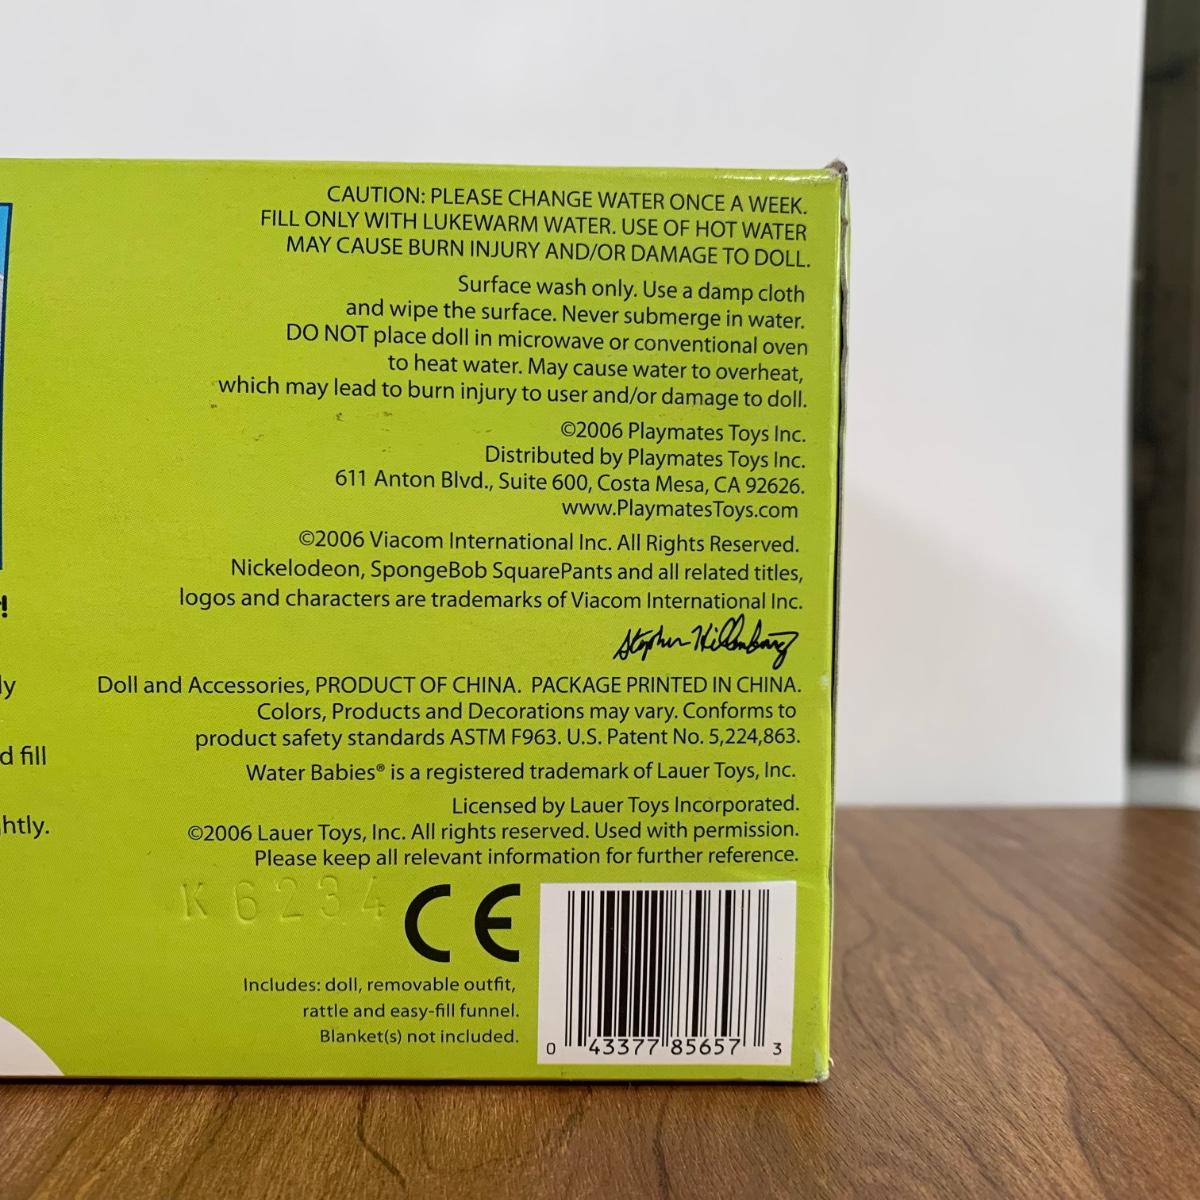 CAUTION: PLEASE CHANGE WATER ONCE A WEEK.
FILL ONLY WITH LUKEWARM WATER. USE OF HOT WATER
MAY CAUSE BURN INJURY AND/OR DAMAGE TO DOLL.
Surface wash only. Use a damp cloth
and wipe the surface. Never submerge in water.
DO NOT place doll in microwave or conventional oven
to heat water. May cause water to overheat,
which may lead to burn injury to user and/or damage to doll.
©2006 Playmates Toys Inc.
Distributed by Playmates Toys Inc.
611 Anton Blvd., Suite 600, Costa Mesa, CA 92626.
www.PlaymatesToys.com
©2006 Viacom International Inc. All Rights Reserved.
Nickelodeon, SpongeBob SquarePants and all related titles,
logos and characters are trademarks of Viacom International Inc.
Stephen Hillenburg
Doll and Accessories, PRODUCT OF CHINA. PACKAGE PRINTED IN CHINA.
Colors, Products and Decorations may vary. Conforms to
product safety standards ASTM F963. U.S. Patent No. 5,224,863.
Water Babies® is a registered trademark of Lauer Toys, Inc.
Licensed by Lauer Toys Incorporated.
©2006 Lauer Toys, Inc. All rights reserved. Used with permission.
Please keep all relevant information for further reference.
K6234
CE
Includes: doll, removable outfit,
rattle and easy-fill funnel.
Blanket(s) not included.
0 43377 85657 3
!
ly
d fill
htly.